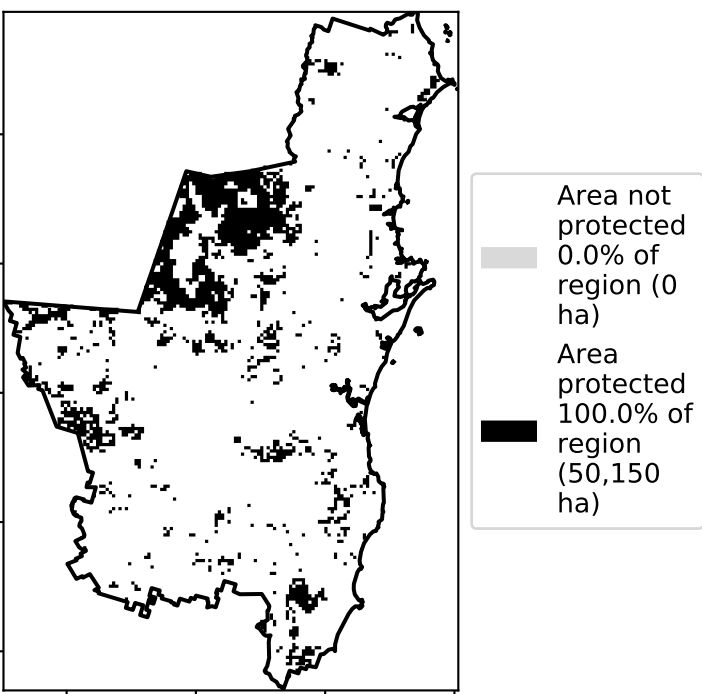 Area not
protected
0.0% of
region (0
ha)
Area
protected
100.0% of
region
(50,150
ha)